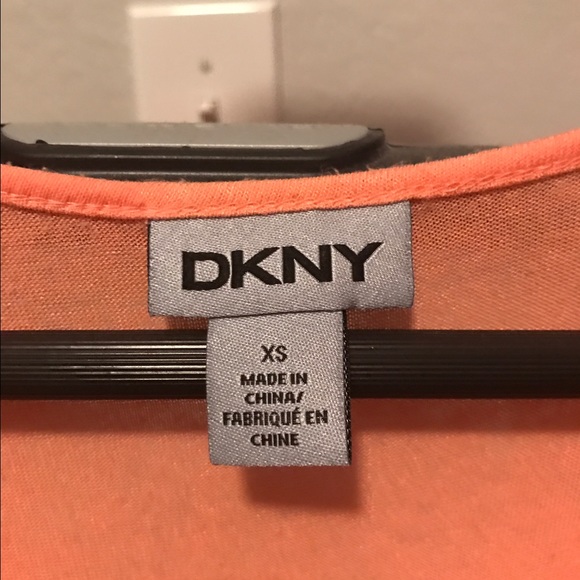 DKNY
XS
MADE IN
CHINA/
FABRIQUÉ EN
CHINE